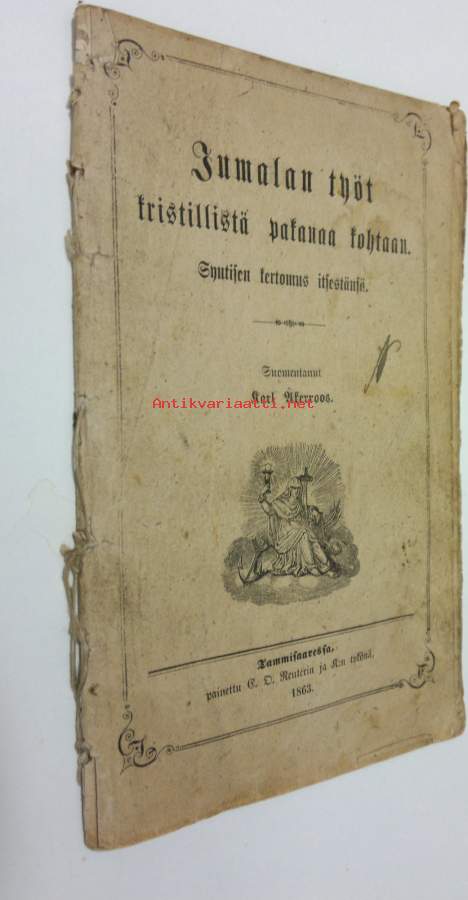 Jumalan työt
kristillistä pakanaa kohtaan.
Syntisen kertomus itsestänsä.
Suomentanut
Karl Åkerroos.
Antikvariaatti.net
Tammisaaressa,
painettu C. O. Reuterin ja K:n tykönä,
1863.